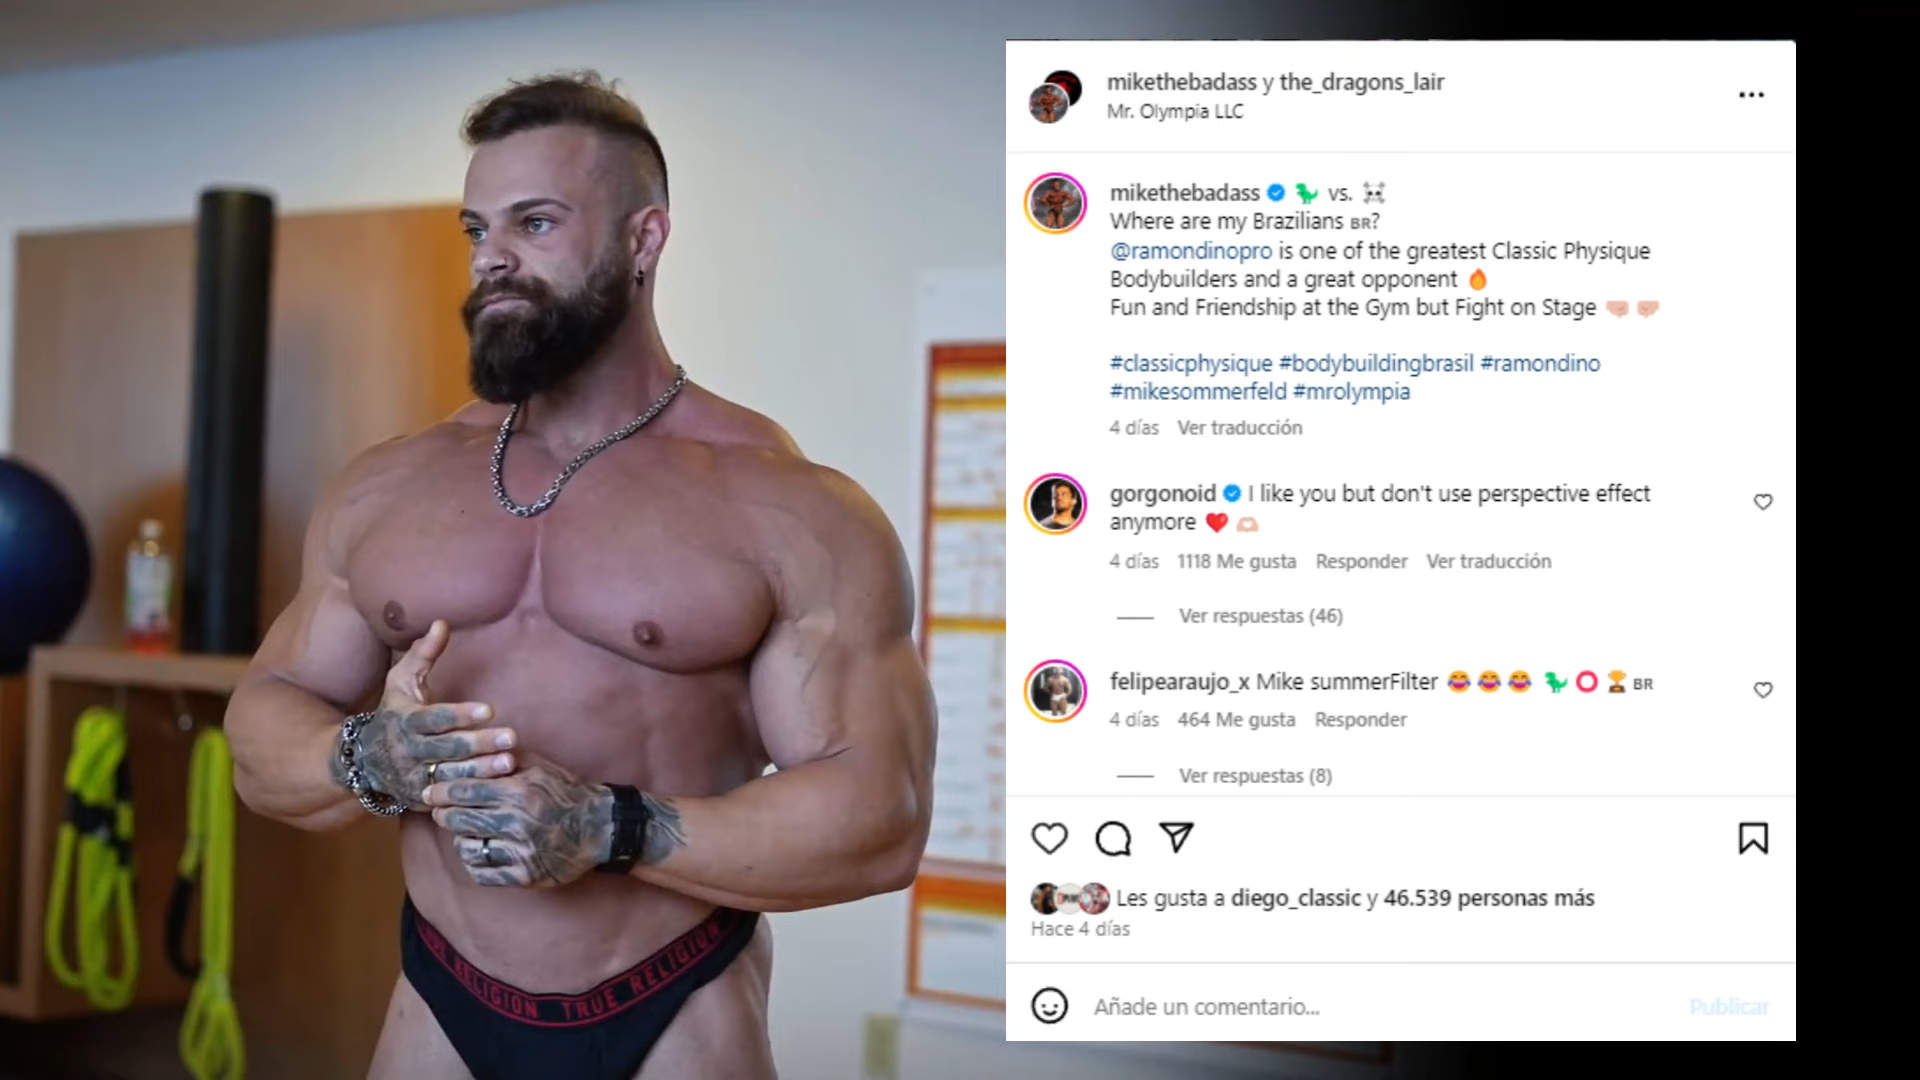 mikethebadass y the_dragons_lair
Mr. Olympia LLC
mikethebadass 🦖 vs. ☠️
Where are my Brazilians BR?
@ramondinopro is one of the greatest Classic Physique
Bodybuilders and a great opponent 🔥
Fun and Friendship at the Gym but Fight on Stage 🤜🏻🤛🏻
#classicphysique #bodybuildingbrasil #ramondino
#mikesommerfeld #mrolympia
4 días Ver traducción
gorgonoid I like you but don't use perspective effect
anymore ❤️ 🫶🏻
4 días 1118 Me gusta Responder Ver traducción
Ver respuestas (46)
felipearaujo_x Mike summerFilter 😂😂😂 🦖⭕🏆 BR
4 días 464 Me gusta Responder
Ver respuestas (8)
Les gusta a diego_classic y 46.539 personas más
Hace 4 días
Añade un comentario...
Publicar
RELIGION TRUE RELIGION